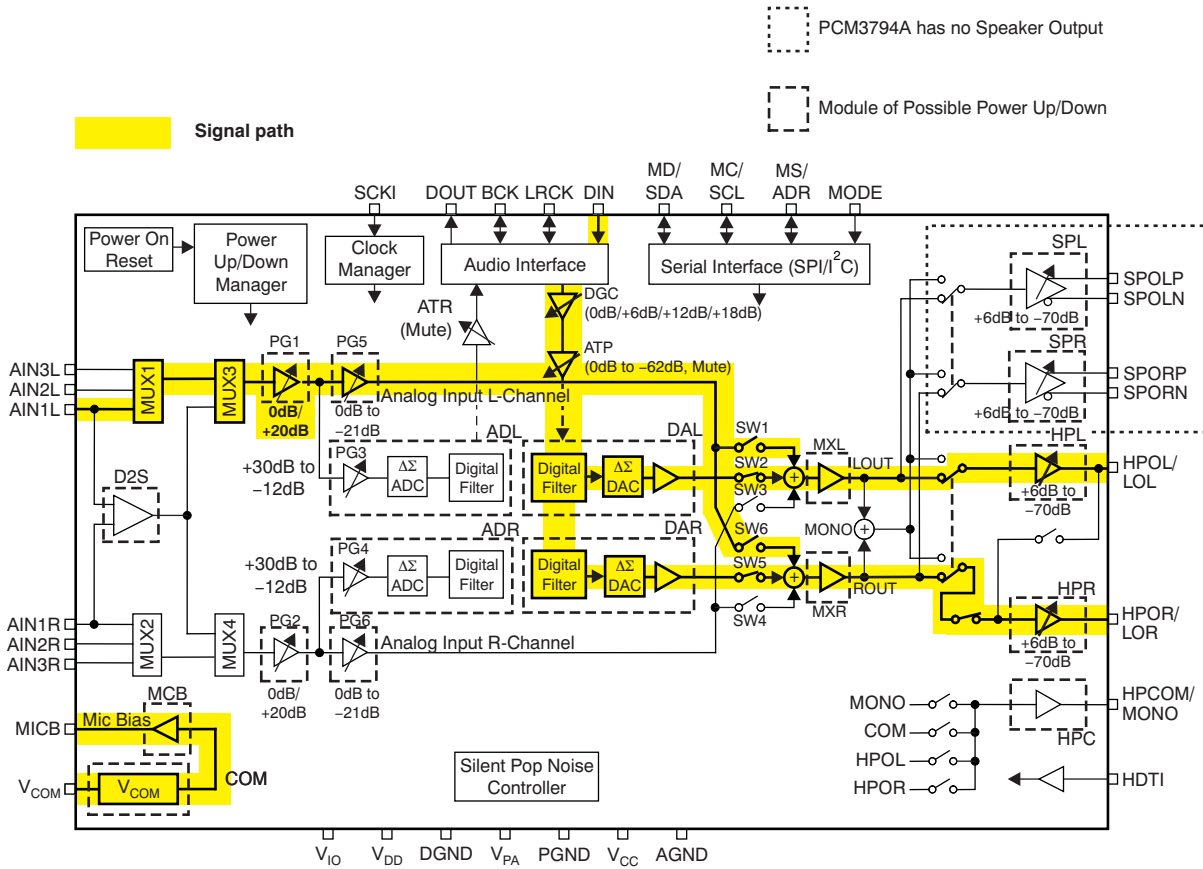 PCM3794A has no Speaker Output
Module of Possible Power Up/Down
Signal path
SCKI
DOUT
BCK
LRCK
DIN
MD/
SDA
MC/
SCL
MS/
ADR
MODE
Power On
Reset
Power
Up/Down
Manager
Clock
Manager
Audio Interface
Serial Interface (SPI/I²C)
SPL
+6dB to −70dB
SPOLP
SPOLN
ATR
(Mute)
DGC
(0dB/+6dB/+12dB/+18dB)
ATP
(0dB to −62dB, Mute)
SPR
+6dB to −70dB
SPORP
SPORN
AIN3L
AIN2L
AIN1L
MUX1
MUX3
PG1
0dB/
+20dB
PG5
0dB to
−21dB
Analog Input L-Channel
ADL
PG3
+30dB to
−12dB
ΔΣ
ADC
Digital
Filter
DAL
Digital
Filter
ΔΣ
DAC
SW1
SW2
SW3
MXL
LOUT
HPL
+6dB to
−70dB
HPOL/
LOL
D2S
MONO
ADR
PG4
+30dB to
−12dB
ΔΣ
ADC
Digital
Filter
DAR
Digital
Filter
ΔΣ
DAC
SW6
SW5
SW4
MXR
ROUT
HPR
+6dB to
−70dB
HPOR/
LOR
AIN1R
AIN2R
AIN3R
MUX2
MUX4
PG2
0dB/
+20dB
PG6
0dB to
−21dB
Analog Input R-Channel
MCB
MICB
Mic Bias
VCOM
VCOM
COM
Silent Pop Noise
Controller
MONO
COM
HPOL
HPOR
HPC
HPCOM/
MONO
HDTI
VIO
VDD
DGND
VPA
PGND
VCC
AGND